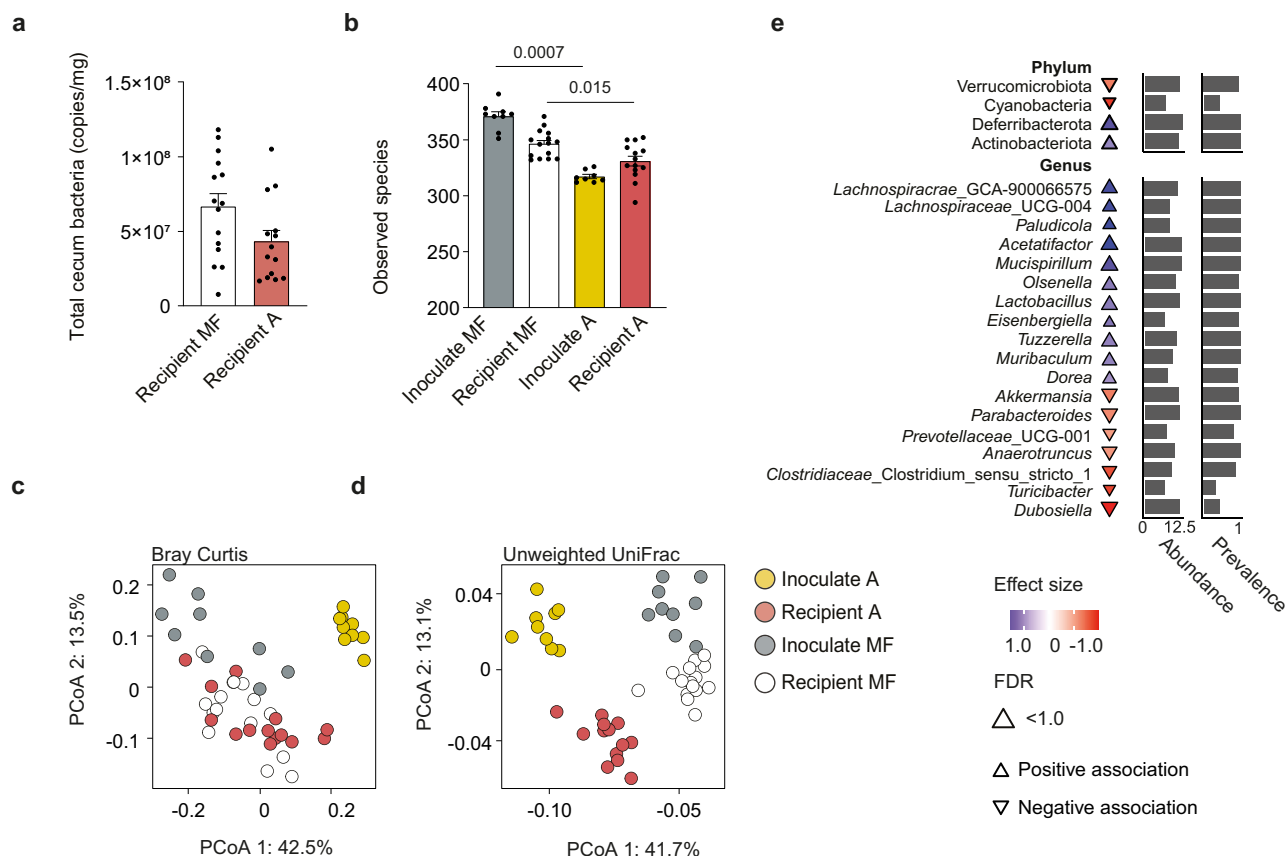 a
Total cecum bacteria (copies/mg)
1.5×10⁸
1×10⁸
5×10⁷
0
Recipient MF
Recipient A
b
0.0007
0.015
Observed species
400
350
300
250
200
Inoculate MF
Recipient MF
Inoculate A
Recipient A
c
Bray Curtis
PCoA 2: 13.5%
0.2
0.1
0
-0.1
-0.2
0
0.2
PCoA 1: 42.5%
d
Unweighted UniFrac
PCoA 2: 13.1%
0.04
0
-0.04
-0.10
-0.05
PCoA 1: 41.7%
Inoculate A
Recipient A
Inoculate MF
Recipient MF
e
Phylum
Verrucomicrobiota
Cyanobacteria
Deferribacterota
Actinobacteriota
Genus
Lachnospiracrae_GCA-900066575
Lachnospiraceae_UCG-004
Paludicola
Acetatifactor
Mucispirillum
Olsenella
Lactobacillus
Eisenbergiella
Tuzzerella
Muribaculum
Dorea
Akkermansia
Parabacteroides
Prevotellaceae_UCG-001
Anaerotruncus
Clostridiaceae_Clostridium_sensu_stricto_1
Turicibacter
Dubosiella
0 12.5
1
Abundance
Prevalence
Effect size
1.0 0 -1.0
FDR
<1.0
Positive association
Negative association